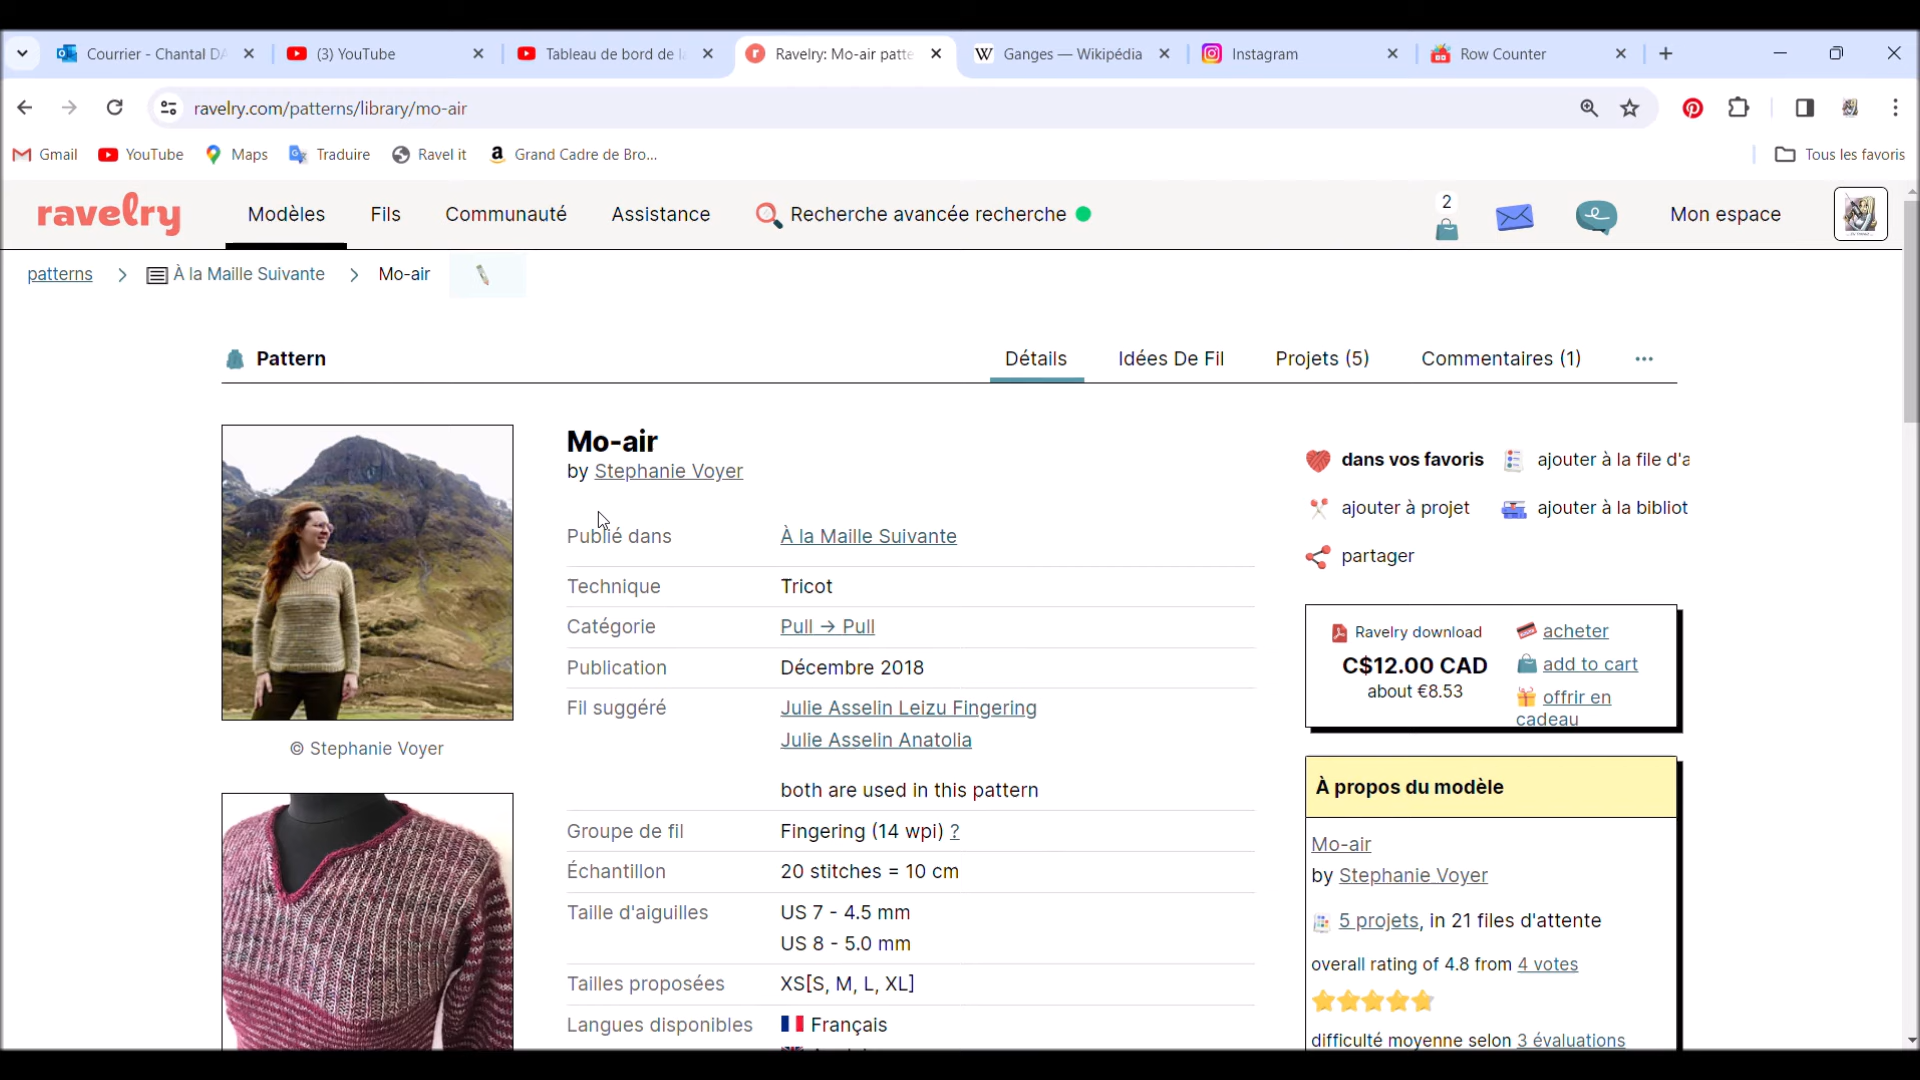 Courrier - Chantal DA
(3) YouTube
Tableau de bord de la
Ravelry: Mo-air patte
Ganges — Wikipédia
Instagram
Row Counter
ravelry.com/patterns/library/mo-air
Gmail
YouTube
Maps
Traduire
Ravel it
Grand Cadre de Bro...
Tous les favoris
ravelry
Modèles
Fils
Communauté
Assistance
Recherche avancée recherche
2
Mon espace
patterns
À la Maille Suivante
Mo-air
Pattern
Détails
Idées De Fil
Projets (5)
Commentaires (1)
Mo-air
by Stephanie Voyer
Publié dans À la Maille Suivante
Technique Tricot
Catégorie Pull → Pull
Publication Décembre 2018
Fil suggéré Julie Asselin Leizu Fingering
Julie Asselin Anatolia
both are used in this pattern
Groupe de fil Fingering (14 wpi) ?
Échantillon 20 stitches = 10 cm
Taille d'aiguilles US 7 - 4.5 mm
US 8 - 5.0 mm
Tailles proposées XS[S, M, L, XL]
Langues disponibles Français
© Stephanie Voyer
dans vos favoris
ajouter à la file d'a
ajouter à projet
ajouter à la bibliot
partager
Ravelry download
C$12.00 CAD
about €8.53
acheter
add to cart
offrir en
cadeau
À propos du modèle
Mo-air
by Stephanie Voyer
5 projets, in 21 files d'attente
overall rating of 4.8 from 4 votes
difficulté moyenne selon 3 évaluations